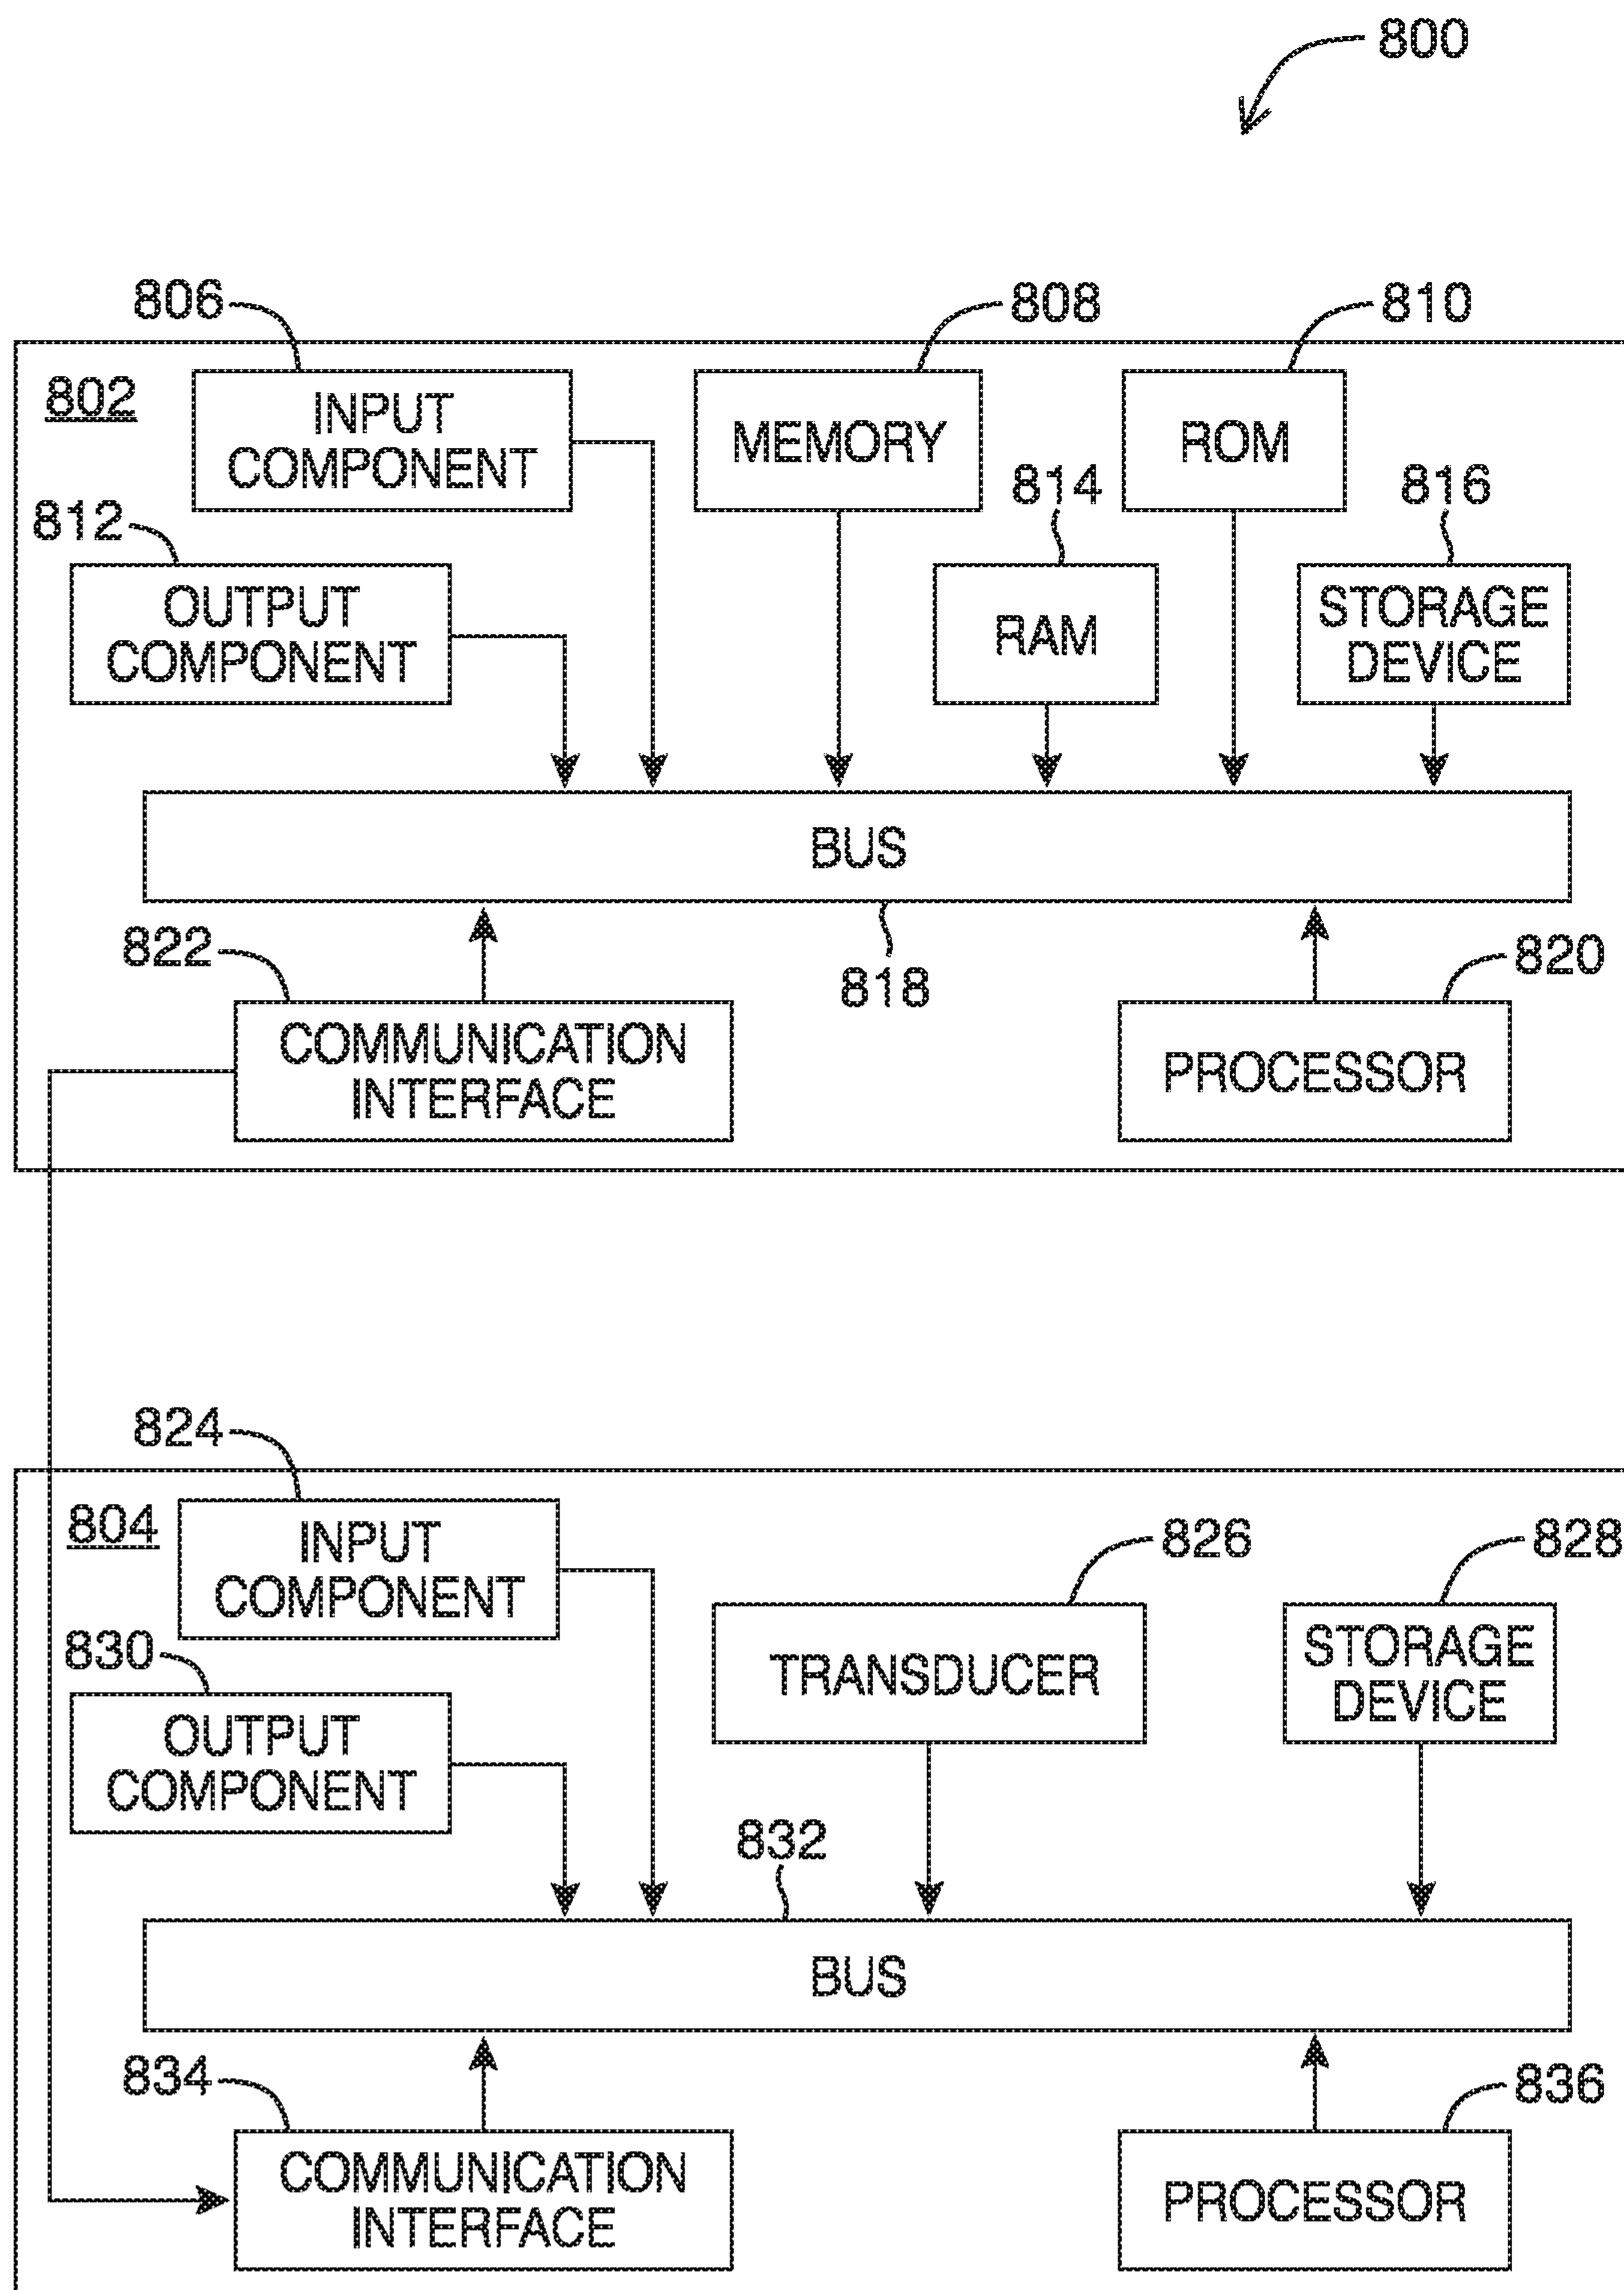 800
806
808
810
802
INPUT
COMPONENT
MEMORY
ROM
812
814
816
OUTPUT
COMPONENT
RAM
STORAGE
DEVICE
BUS
822
818
820
COMMUNICATION
INTERFACE
PROCESSOR
824
804
INPUT
COMPONENT
826
828
830
TRANSDUCER
STORAGE
DEVICE
OUTPUT
COMPONENT
832
BUS
834
836
COMMUNICATION
INTERFACE
PROCESSOR